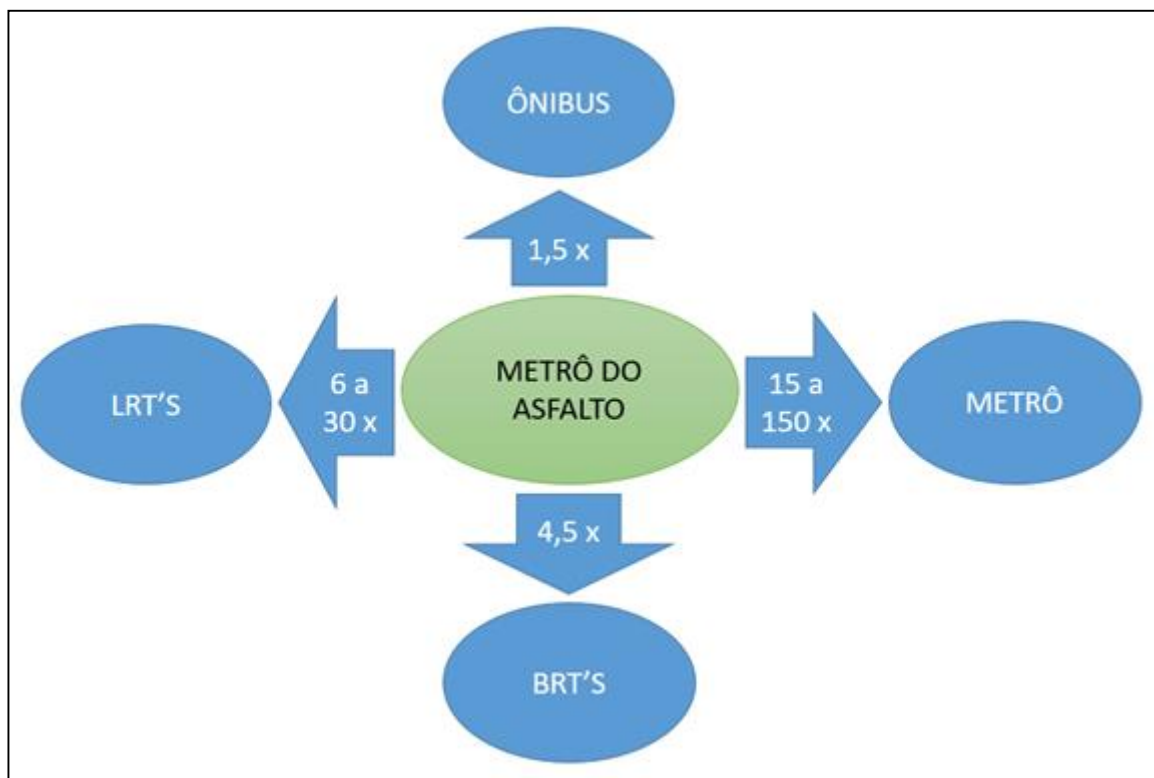 ÔNIBUS
1,5 x
LRT'S
6 a
30 x
METRÔ DO
ASFALTO
15 a
150 x
METRÔ
4,5 x
BRT'S